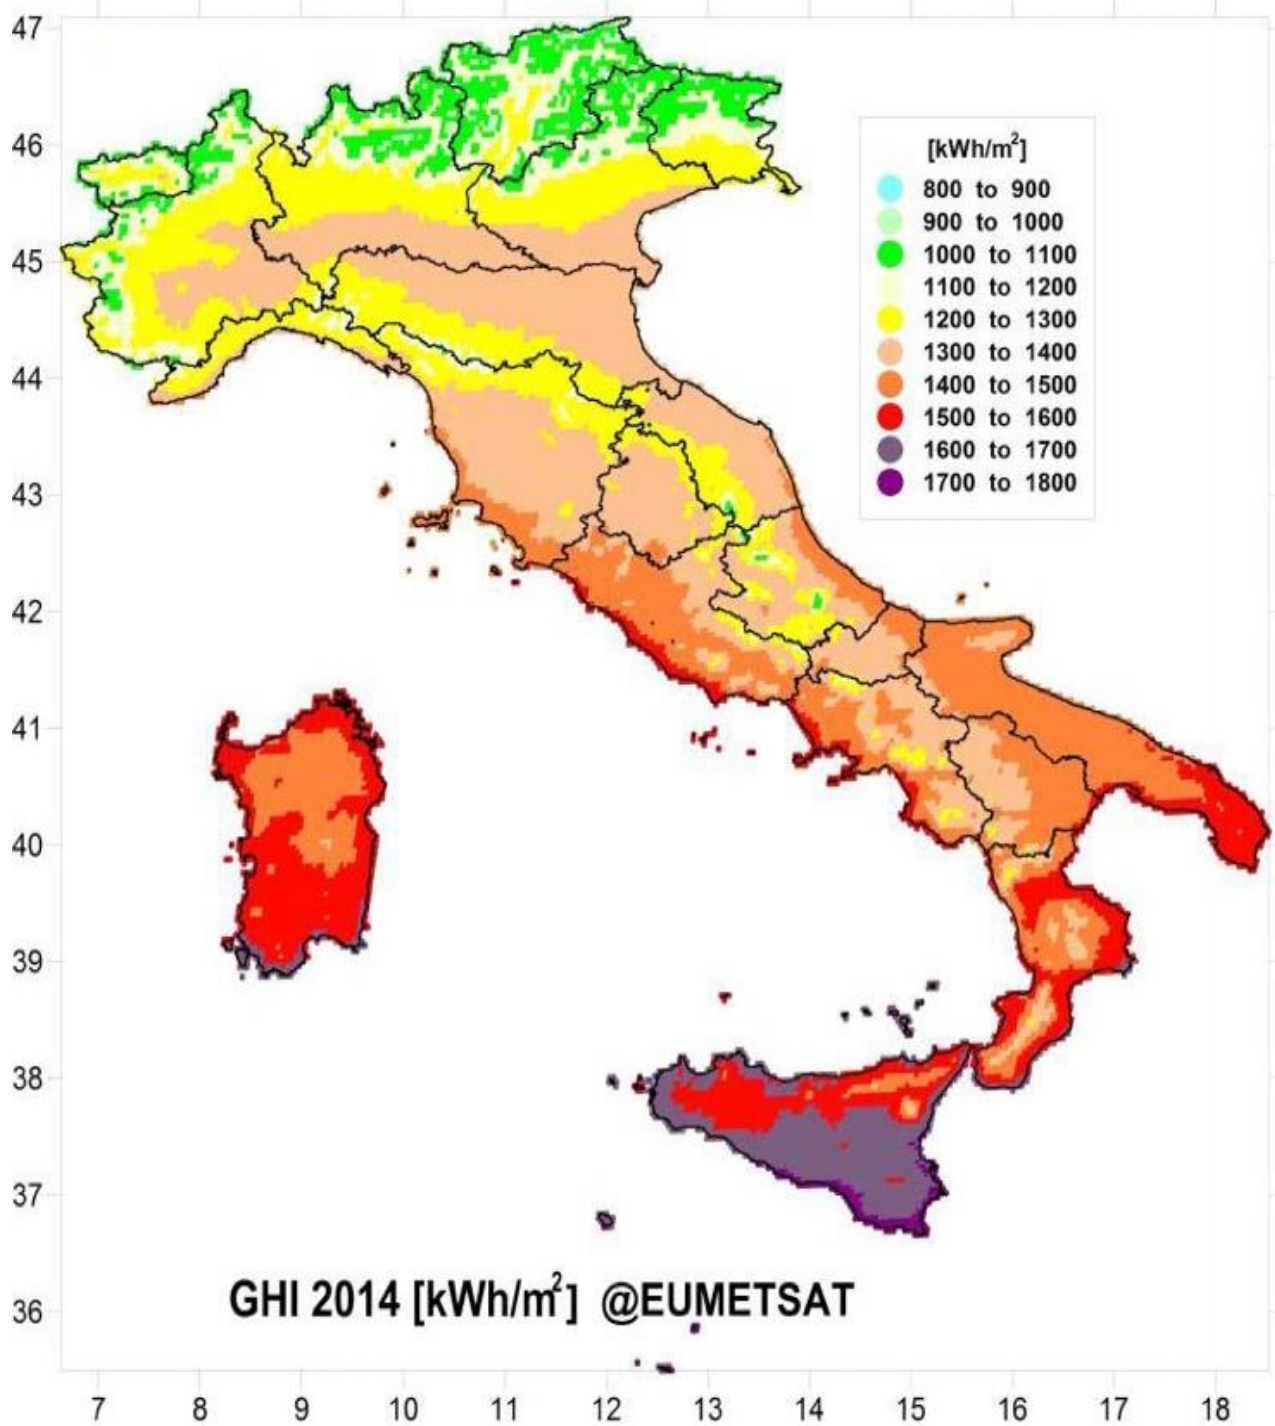 47
46
45
44
43
42
41
40
39
38
37
36
[kWh/m²]
800 to 900
900 to 1000
1000 to 1100
1100 to 1200
1200 to 1300
1300 to 1400
1400 to 1500
1500 to 1600
1600 to 1700
1700 to 1800
GHI 2014 [kWh/m²] @EUMETSAT
7 8 9 10 11 12 13 14 15 16 17 18